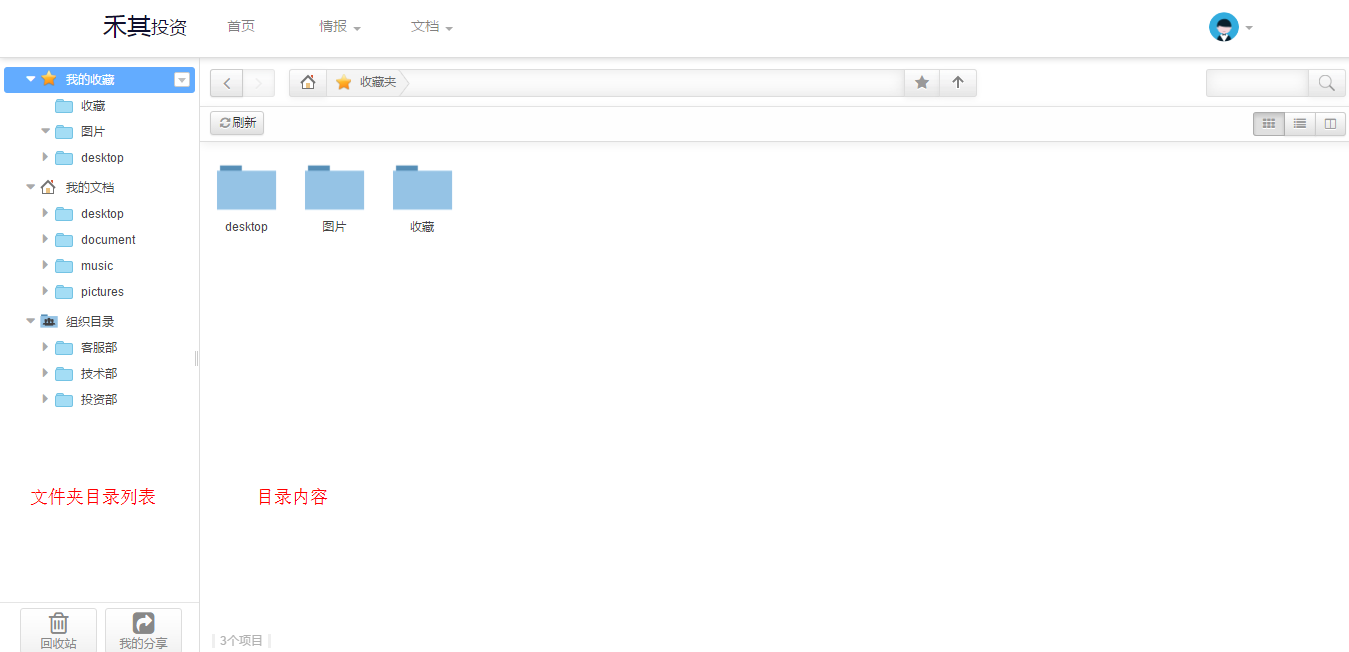 禾其投资 首页 情报 文档
我的收藏
收藏
图片
desktop
我的文档
desktop
document
music
pictures
组织目录
客服部
技术部
投资部
文件夹目录列表
回收站 我的分享
收藏夹
刷新
desktop 图片 收藏
目录内容
3个项目